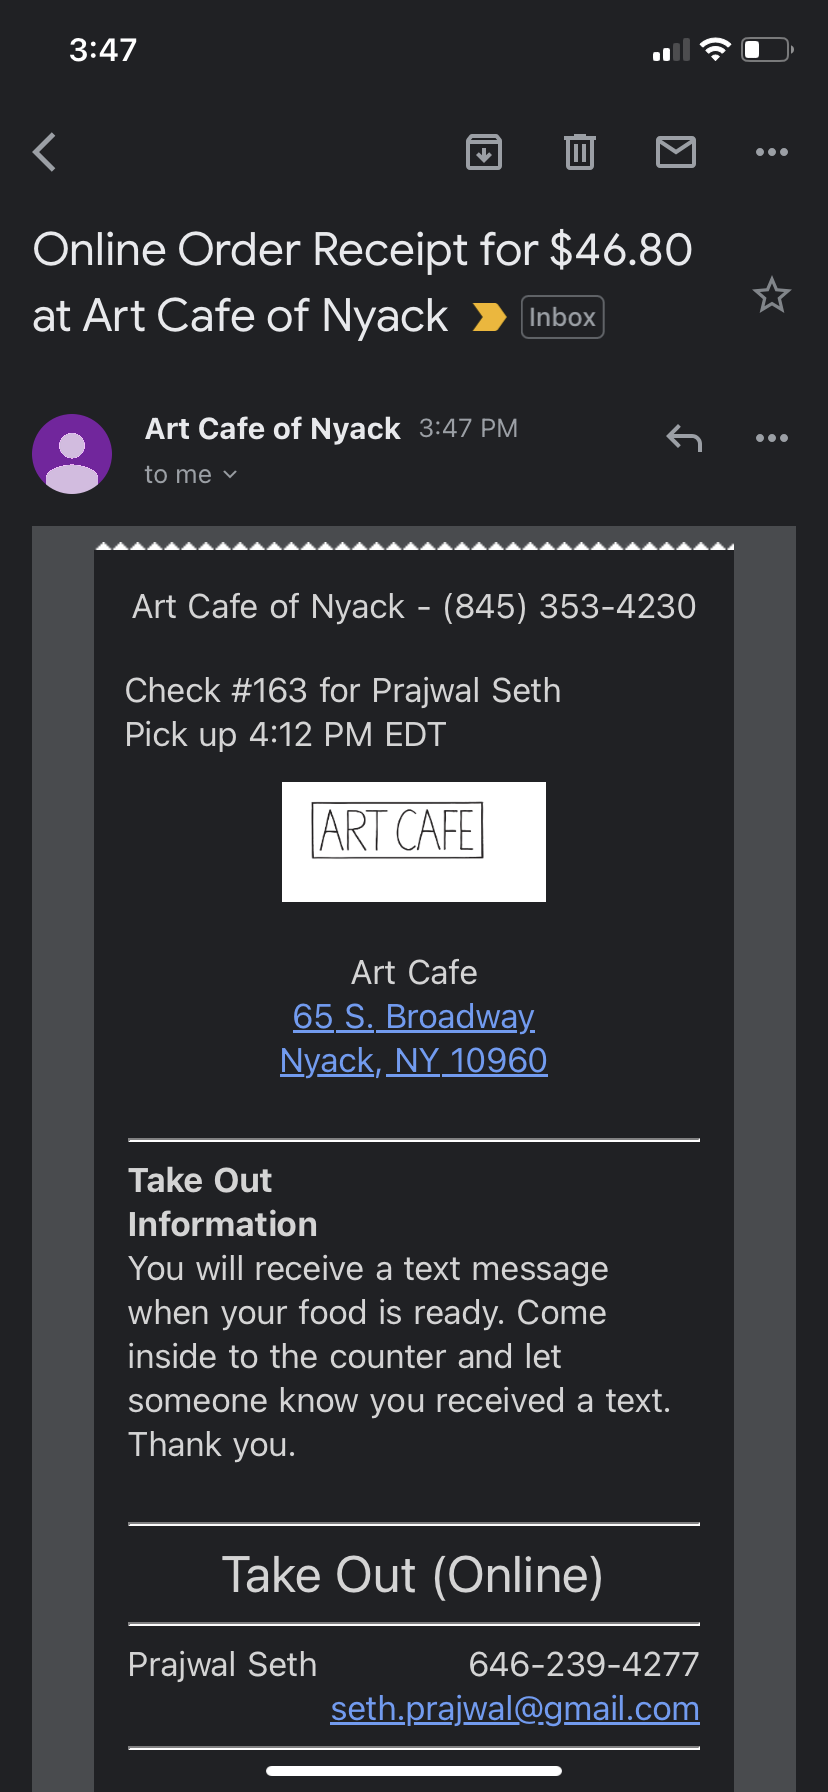 3:47
Online Order Receipt for $46.80
at Art Cafe of Nyack Inbox
Art Cafe of Nyack 3:47 PM
to me
Art Cafe of Nyack - (845) 353-4230
Check #163 for Prajwal Seth
Pick up 4:12 PM EDT
ART CAFE
Art Cafe
65 S. Broadway
Nyack, NY 10960
Take Out
Information
You will receive a text message
when your food is ready. Come
inside to the counter and let
someone know you received a text.
Thank you.
Take Out (Online)
Prajwal Seth 646-239-4277
seth.prajwal@gmail.com